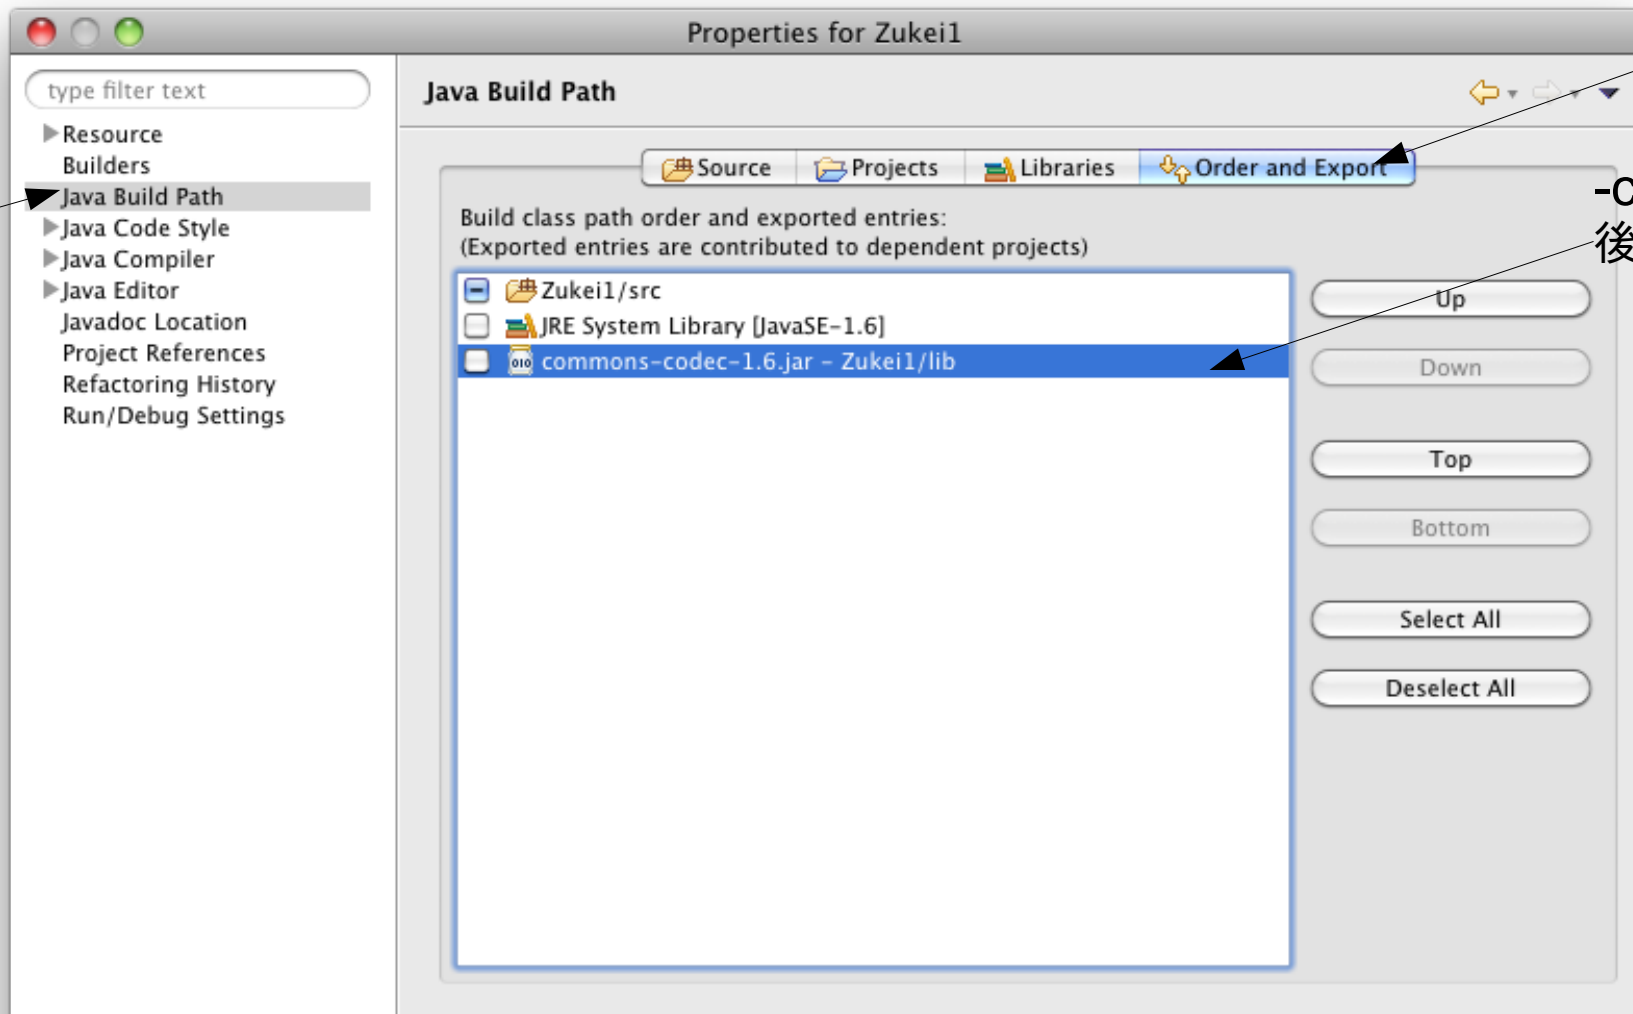 Properties for Zukei1
type filter text
Resource
Builders
Java Build Path
Java Code Style
Java Compiler
Java Editor
Javadoc Location
Project References
Refactoring History
Run/Debug Settings
Java Build Path
Source
Projects
Libraries
Order and Export
Build class path order and exported entries:
(Exported entries are contributed to dependent projects)
Zukei1/src
JRE System Library [JavaSE-1.6]
010
commons-codec-1.6.jar - Zukei1/lib
Up
Down
Top
Bottom
Select All
Deselect All
後